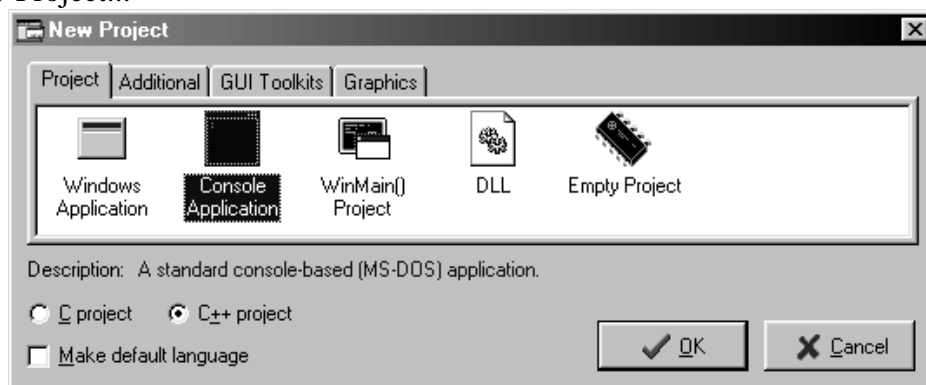 New Project
Project Additional GUI Toolkits Graphics
Windows Application
Console Application
WinMain() Project
DLL
Empty Project
Description: A standard console-based (MS-DOS) application.
C project C++ project
Make default language
OK Cancel